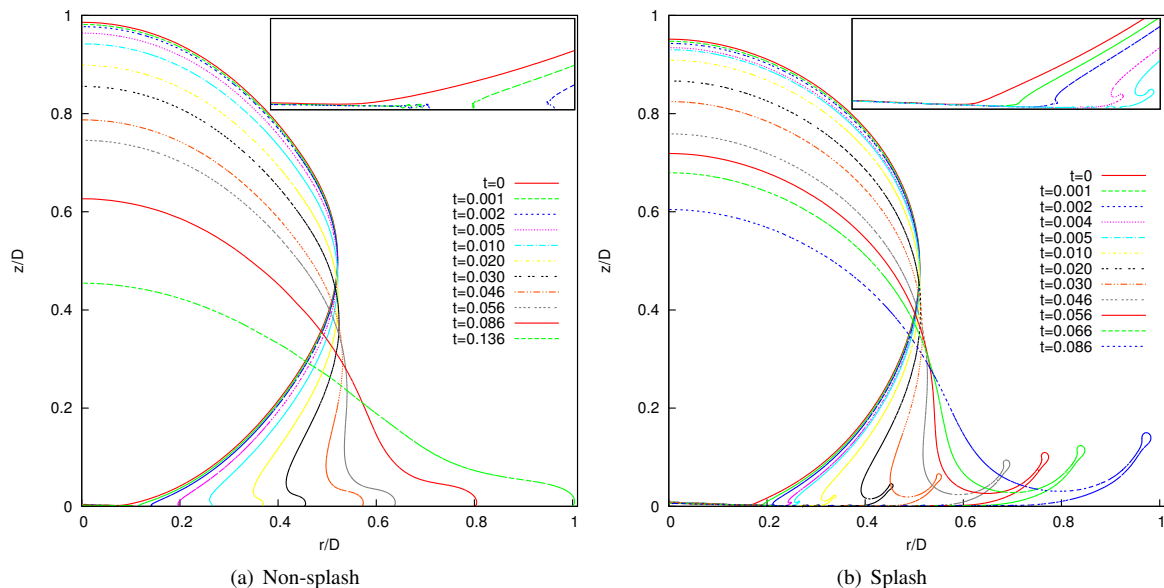 1
0.8
0.6
0.4
0.2
0
z/D
0 0.2 0.4 0.6 0.8 1
r/D
t=0
t=0.001
t=0.002
t=0.005
t=0.010
t=0.020
t=0.030
t=0.046
t=0.056
t=0.086
t=0.136
(a) Non-splash
1
0.8
0.6
0.4
0.2
0
z/D
0 0.2 0.4 0.6 0.8 1
r/D
t=0
t=0.001
t=0.002
t=0.004
t=0.005
t=0.010
t=0.020
t=0.030
t=0.046
t=0.056
t=0.066
t=0.086
(b) Splash